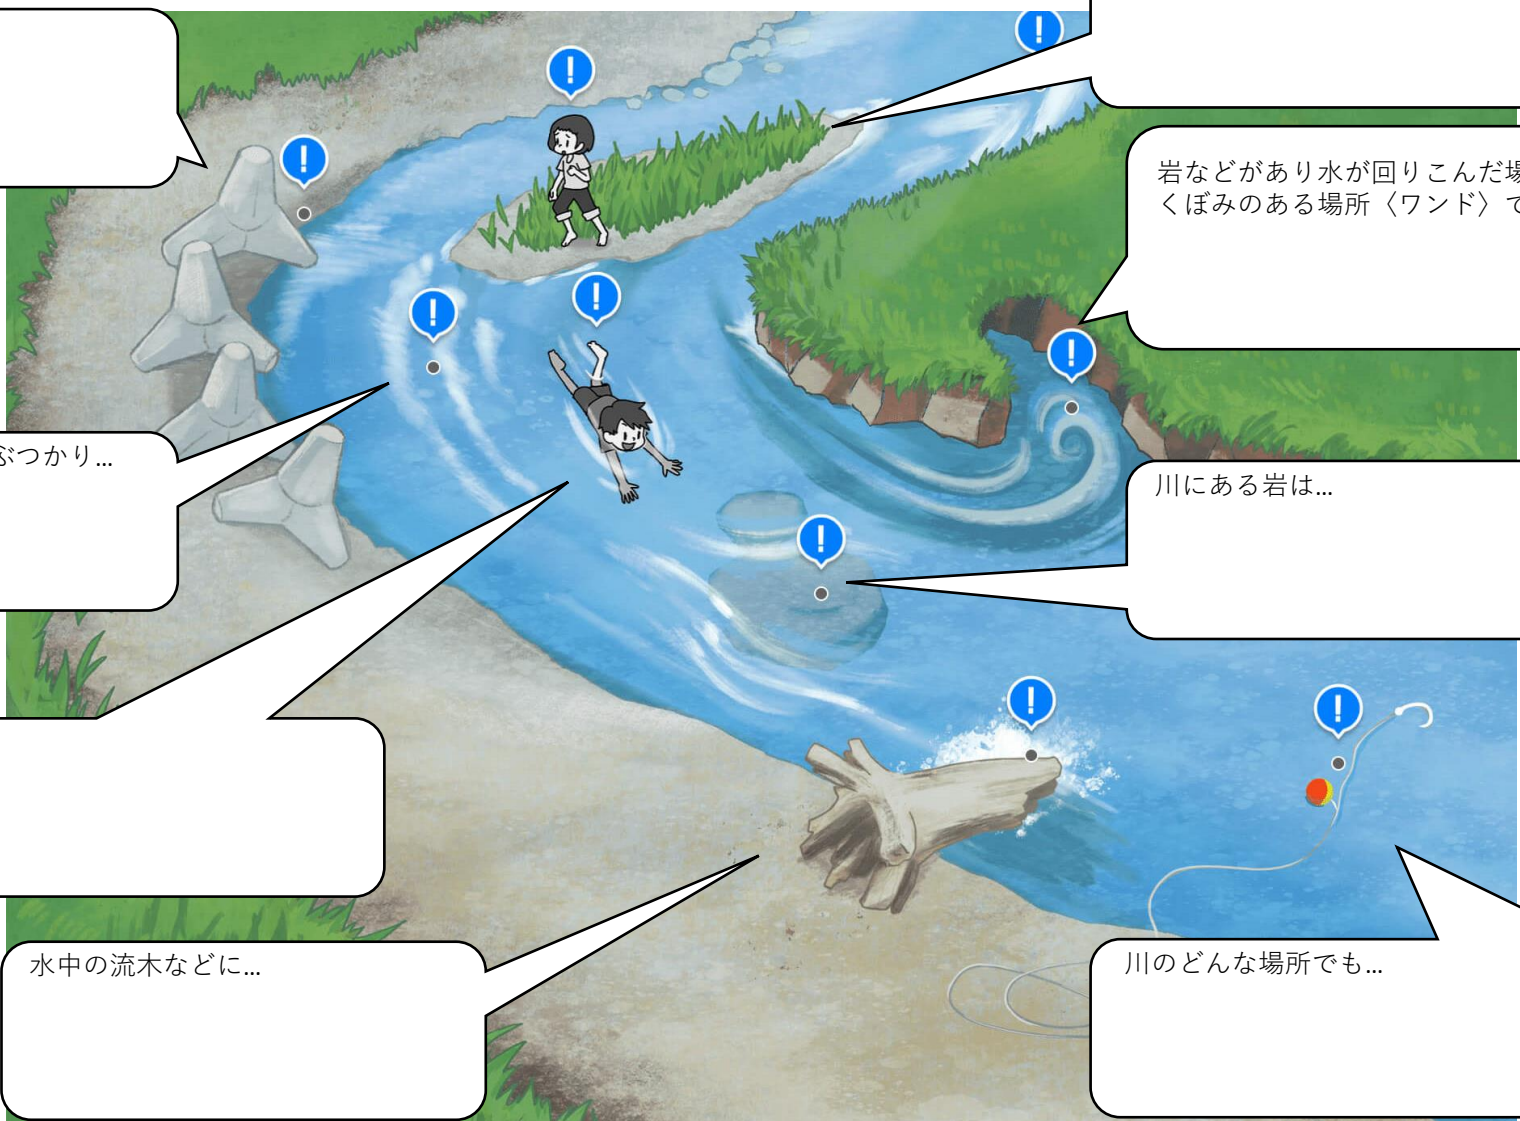 岩などがあり水が回りこんだ場
くぼみのある場所〈ワンド〉で
ぶつかり...
川にある岩は...
水中の流木などに...
川のどんな場所でも...